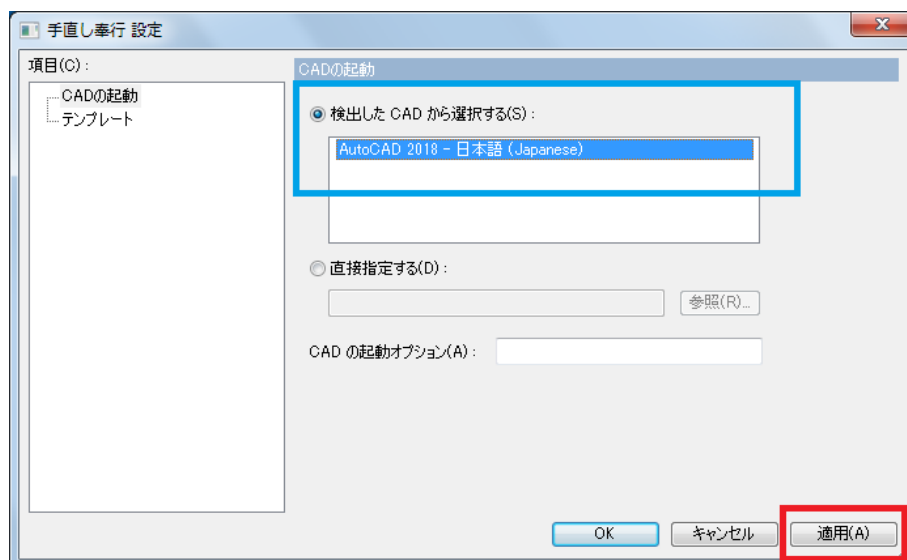 手直し奉行 設定
項目(C):
CADの起動
テンプレート
CADの起動
検出した CAD から選択する(S):
AutoCAD 2018 - 日本語 (Japanese)
直接指定する(D):
参照(R)...
CAD の起動オプション(A):
OK
キャンセル
適用(A)